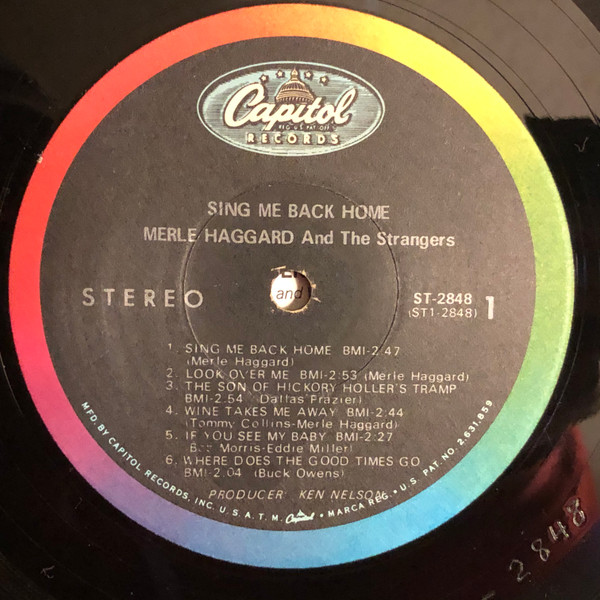 Capitol
REG. U.S. PAT. OFF.
RECORDS
SING ME BACK HOME
MERLE HAGGARD And The Strangers
STEREO
and
ST-2848
(ST1-2848)
1
1. SING ME BACK HOME BMI-2:47
(Merle Haggard)
2. LOOK OVER ME BMI-2:53 (Merle Haggard)
3. THE SON OF HICKORY HOLLER'S TRAMP
BMI-2:54 (Dallas Frazier)
4. WINE TAKES ME AWAY BMI-2:44
(Tommy Collins-Merle Haggard)
5. IF YOU SEE MY BABY BMI-2:27
Bob Morris-Eddie Miller)
6. WHERE DOES THE GOOD TIMES GO
BMI-2:04 (Buck Owens)
PRODUCER: KEN NELSON
MFD. BY CAPITOL RECORDS, INC. U.S.A. T.M. Capitol MARCA REG. • U.S. PAT. NO. 2,631,859
- 2848